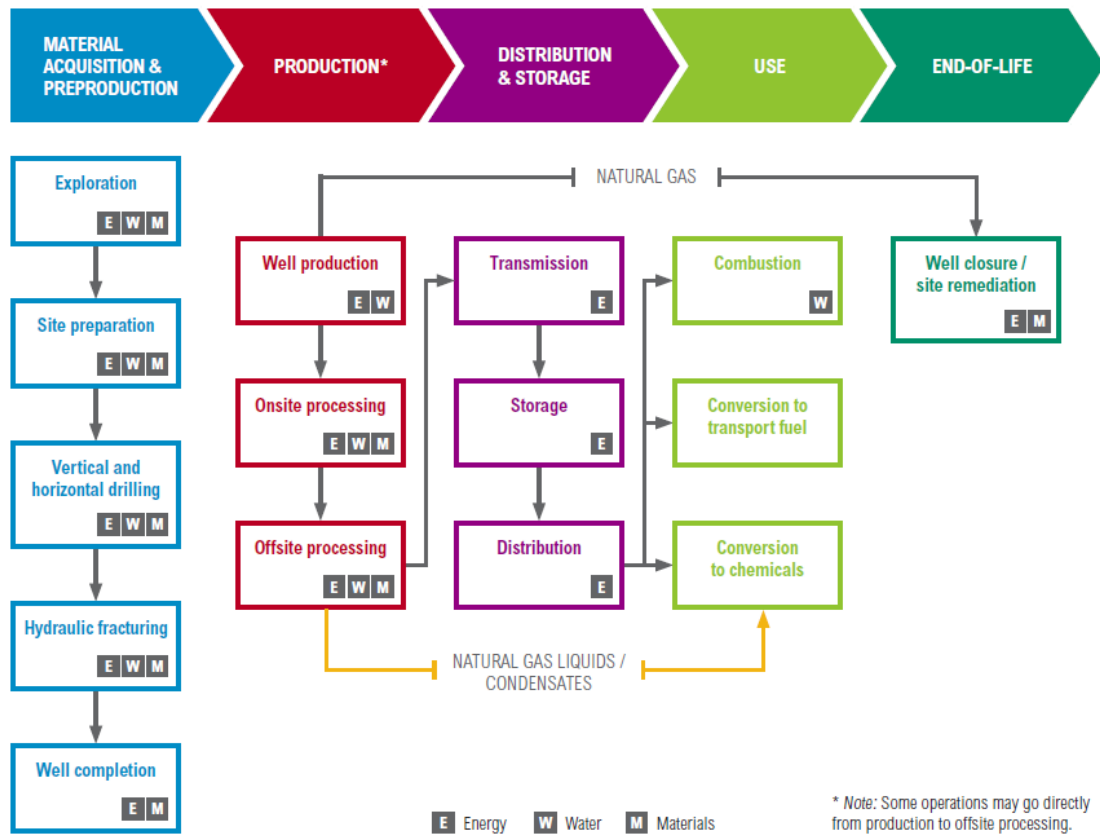 MATERIAL
ACQUISITION &
PREPRODUCTION
PRODUCTION*
DISTRIBUTION
& STORAGE
USE
END-OF-LIFE
Exploration
E W M
Site preparation
E W M
Vertical and
horizontal drilling
E W M
Hydraulic fracturing
E W M
Well completion
E M
NATURAL GAS
Well production
E W
Onsite processing
E W M
Offsite processing
E W M
Transmission
E
Storage
E
Distribution
E
Combustion
W
Conversion to
transport fuel
Conversion
to chemicals
Well closure /
site remediation
E M
NATURAL GAS LIQUIDS /
CONDENSATES
E Energy W Water M Materials
* Note: Some operations may go directly
from production to offsite processing.